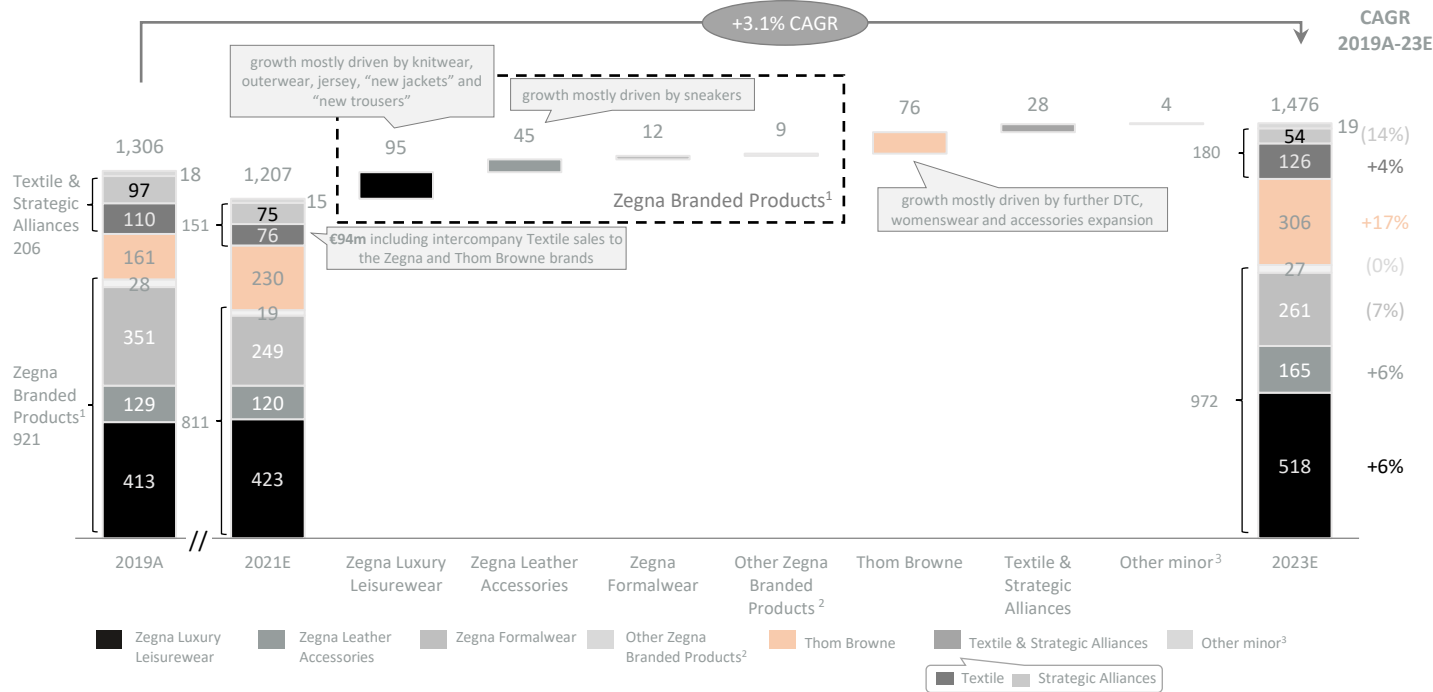 +3.1% CAGR
CAGR
2019A-23E
growth mostly driven by knitwear,
outerwear, jersey, “new jackets” and
“new trousers”
growth mostly driven by sneakers
95
45
12
9
76
28
4
Zegna Branded Products1
growth mostly driven by further DTC,
womenswear and accessories expansion
€94m including intercompany Textile sales to
the Zegna and Thom Browne brands
1,306
18
97
110
161
28
351
129
413
Textile &
Strategic
Alliances
206
Zegna
Branded
Products1
921
1,207
15
75
76
151
230
19
249
120
423
811
1,476
19
54
126
180
306
27
261
165
518
972
(14%)
+4%
+17%
(0%)
(7%)
+6%
+6%
//
2019A
2021E
Zegna Luxury
Leisurewear
Zegna Leather
Accessories
Zegna
Formalwear
Other Zegna
Branded
Products 2
Thom Browne
Textile &
Strategic
Alliances
Other minor3
2023E
Zegna Luxury
Leisurewear
Zegna Leather
Accessories
Zegna Formalwear
Other Zegna
Branded Products2
Thom Browne
Textile & Strategic Alliances
Other minor3
Textile
Strategic Alliances